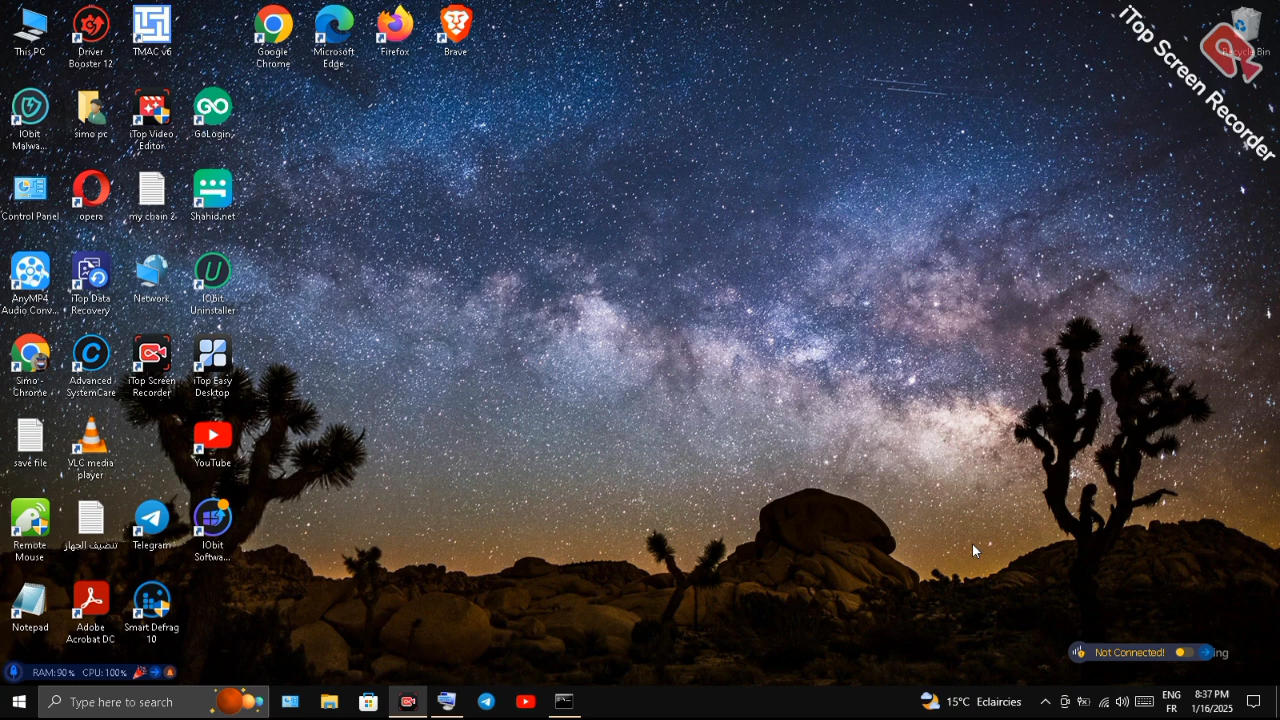 This PC
Driver Booster 12
TMAC v6
Google Chrome
Microsoft Edge
Firefox
Brave
Recycle Bin
iTop Screen Recorder
IObit Malwa...
simo pc
iTop Video Editor
GoLogin
Control Panel
opera
my chain 2
Shahid.net
AnyMP4 Audio Conv...
iTop Data Recovery
Network
IObit Uninstaller
Simo - Chrome
Advanced SystemCare
iTop Screen Recorder
iTop Easy Desktop
save file
VLC media player
YouTube
Remote Mouse
تنضيف الجهاز
Telegram
IObit Softwa...
Notepad
Adobe Acrobat DC
Smart Defrag 10
RAM: 90% CPU: 100%
Not Connected!
ing
Type here to search
15°C Eclaircies
ENG
FR
8:37 PM
1/16/2025